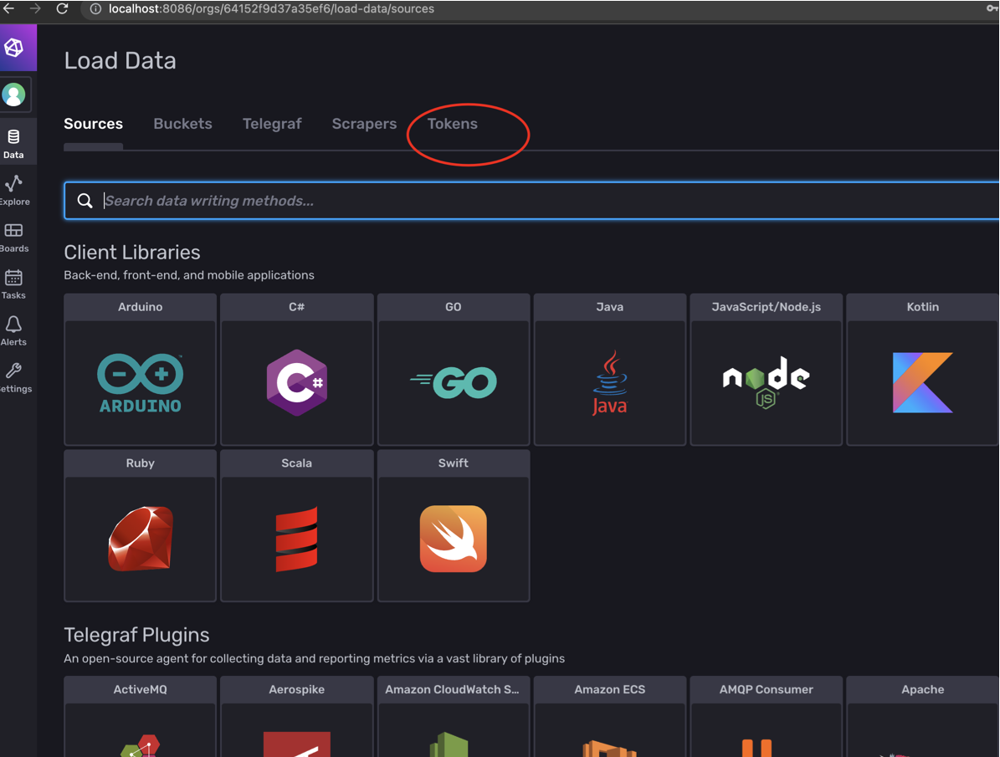 localhost:8086/orgs/64152f9d37a35ef6/load-data/sources
Load Data
Sources Buckets Telegraf Scrapers Tokens
Data
Explore
Boards
Tasks
Alerts
ettings
Search data writing methods...
Client Libraries
Back-end, front-end, and mobile applications
Arduino C# GO Java JavaScript/Node.js Kotlin
ARDUINO C# GO Java node JS
Ruby Scala Swift
Telegraf Plugins
An open-source agent for collecting data and reporting metrics via a vast library of plugins
ActiveMQ Aerospike Amazon CloudWatch S... Amazon ECS AMQP Consumer Apache